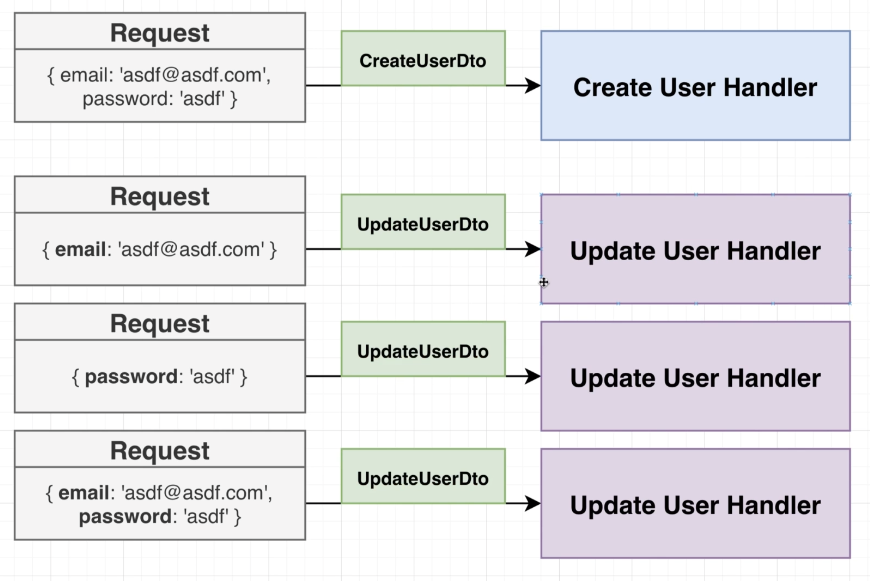 Request
{ email: 'asdf@asdf.com',
password: 'asdf' }
CreateUserDto
Create User Handler
Request
{ email: 'asdf@asdf.com' }
UpdateUserDto
Update User Handler
Request
{ password: 'asdf' }
UpdateUserDto
Update User Handler
Request
{ email: 'asdf@asdf.com',
password: 'asdf' }
UpdateUserDto
Update User Handler